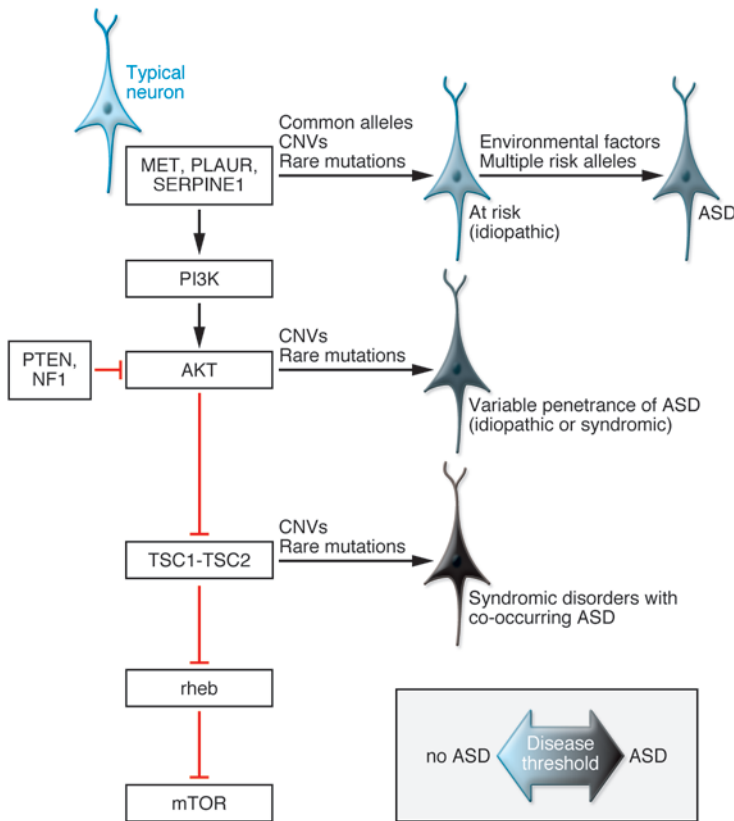 Typical
neuron
MET, PLAUR,
SERPINE1
Common alleles
CNVs
Rare mutations
At risk
(idiopathic)
Environmental factors
Multiple risk alleles
ASD
PI3K
PTEN,
NF1
AKT
CNVs
Rare mutations
Variable penetrance of ASD
(idiopathic or syndromic)
TSC1-TSC2
CNVs
Rare mutations
Syndromic disorders with
co-occurring ASD
rheb
mTOR
no ASD
Disease
threshold
ASD